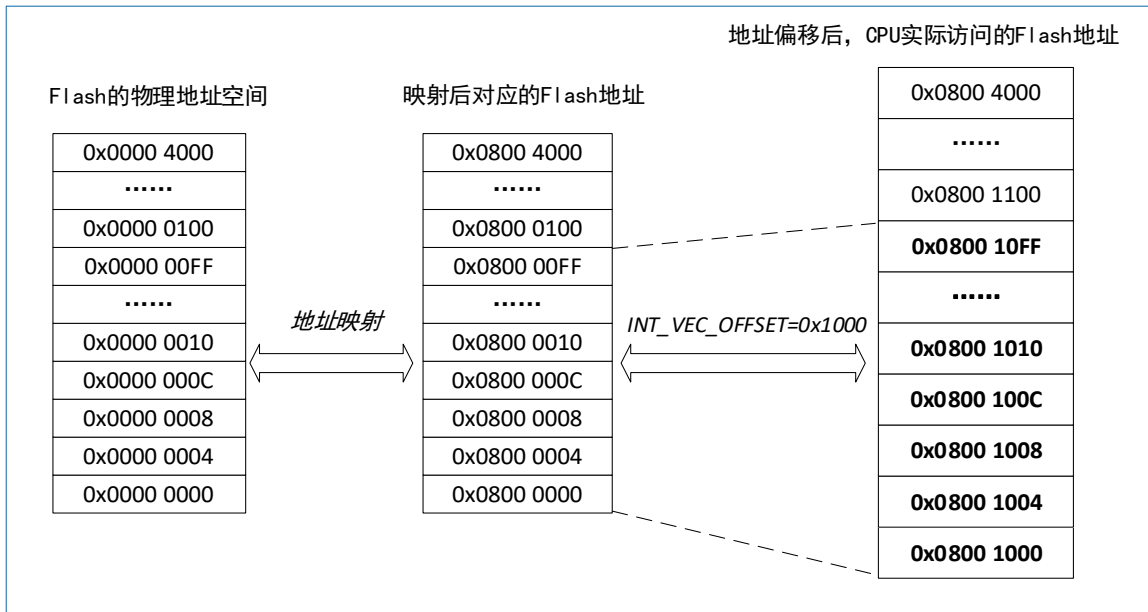 地址偏移后，CPU实际访问的Flash地址
Flash的物理地址空间
映射后对应的Flash地址
0x0000 4000
……
0x0000 0100
0x0000 00FF
……
0x0000 0010
0x0000 000C
0x0000 0008
0x0000 0004
0x0000 0000
地址映射
0x0800 4000
……
0x0800 0100
0x0800 00FF
……
0x0800 0010
0x0800 000C
0x0800 0008
0x0800 0004
0x0800 0000
INT_VEC_OFFSET=0x1000
0x0800 4000
……
0x0800 1100
0x0800 10FF
……
0x0800 1010
0x0800 100C
0x0800 1008
0x0800 1004
0x0800 1000